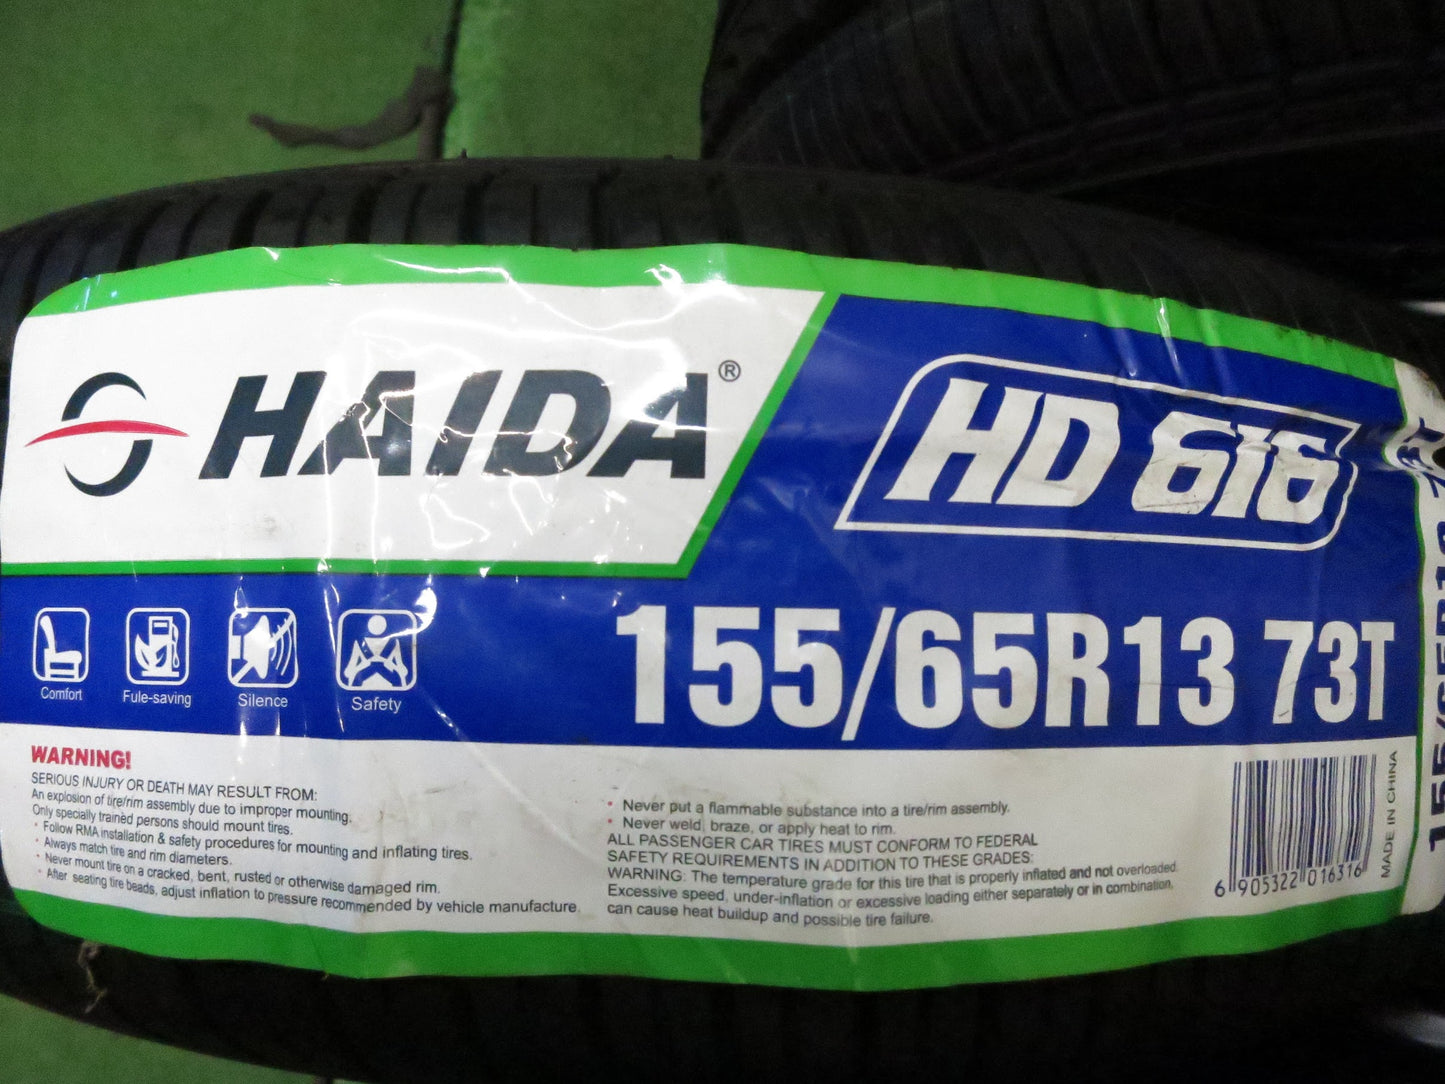 HAIDA®
HD 616
Comfort
Fule-saving
Silence
Safety
155/65R13 73T
WARNING!
SERIOUS INJURY OR DEATH MAY RESULT FROM:
An explosion of tire/rim assembly due to improper mounting.
Only specially trained persons should mount tires.
• Follow RMA installation & safety procedures for mounting and inflating tires.
• Always match tire and rim diameters.
• Never mount tire on a cracked, bent, rusted or otherwise damaged rim.
• After seating tire beads, adjust inflation to pressure recommended by vehicle manufacture.
• Never put a flammable substance into a tire/rim assembly.
• Never weld, braze, or apply heat to rim.
ALL PASSENGER CAR TIRES MUST CONFORM TO FEDERAL
SAFETY REQUIREMENTS IN ADDITION TO THESE GRADES:
WARNING: The temperature grade for this tire that is properly inflated and not overloaded.
Excessive speed, under-inflation or excessive loading either separately or in combination,
can cause heat buildup and possible tire failure.
6 905322 016316
MADE IN CHINA
155/65R13 73T